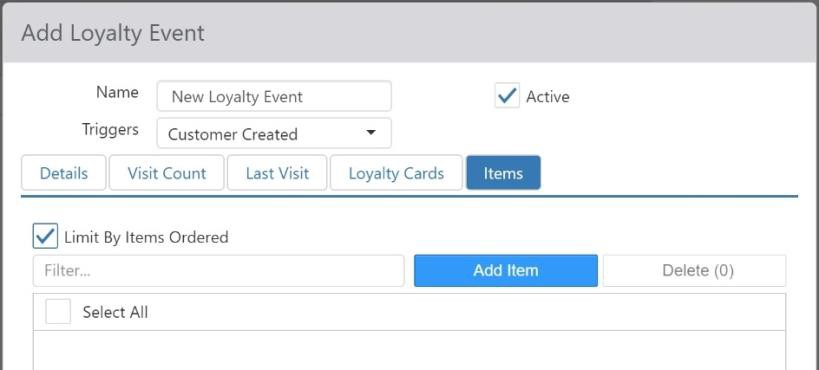 Add Loyalty Event
Name New Loyalty Event Active
Triggers Customer Created
Details Visit Count Last Visit Loyalty Cards Items
Limit By Items Ordered
Filter... Add Item Delete (0)
Select All